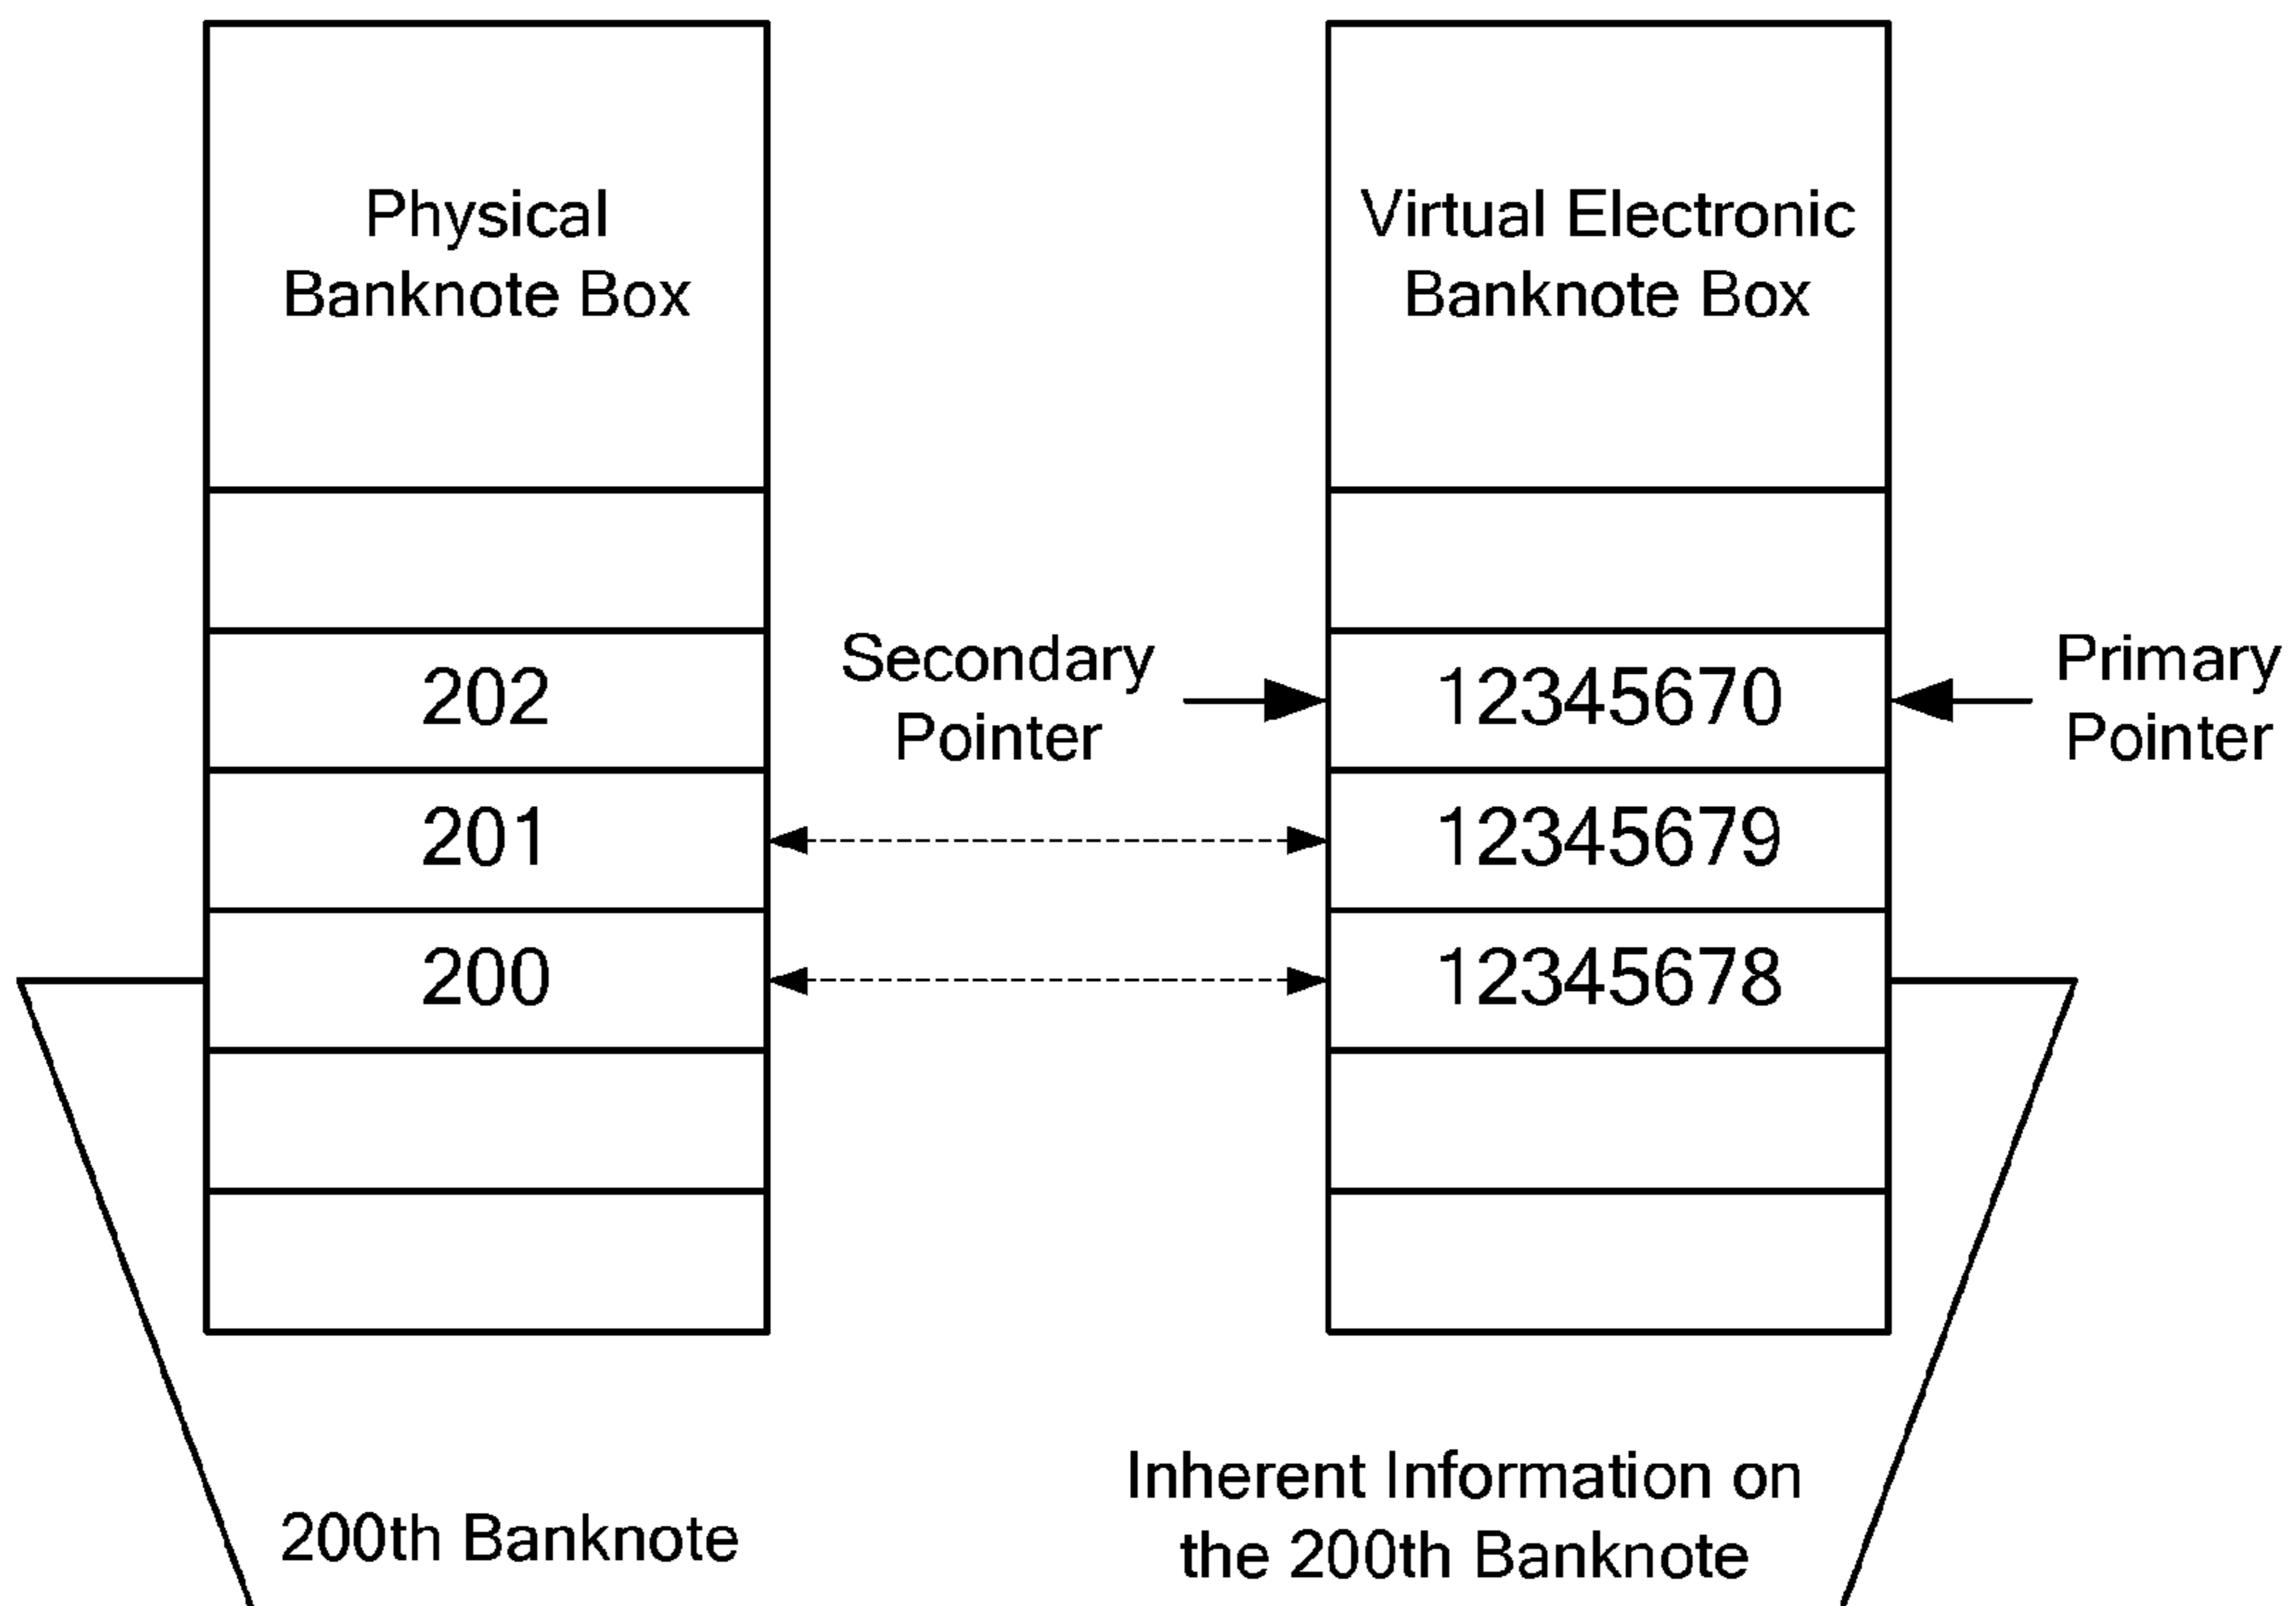 Physical
Banknote Box
Virtual Electronic
Banknote Box
202
Secondary
Pointer
12345670
Primary
Pointer
201
12345679
200
12345678
200th Banknote
Inherent Information on
the 200th Banknote